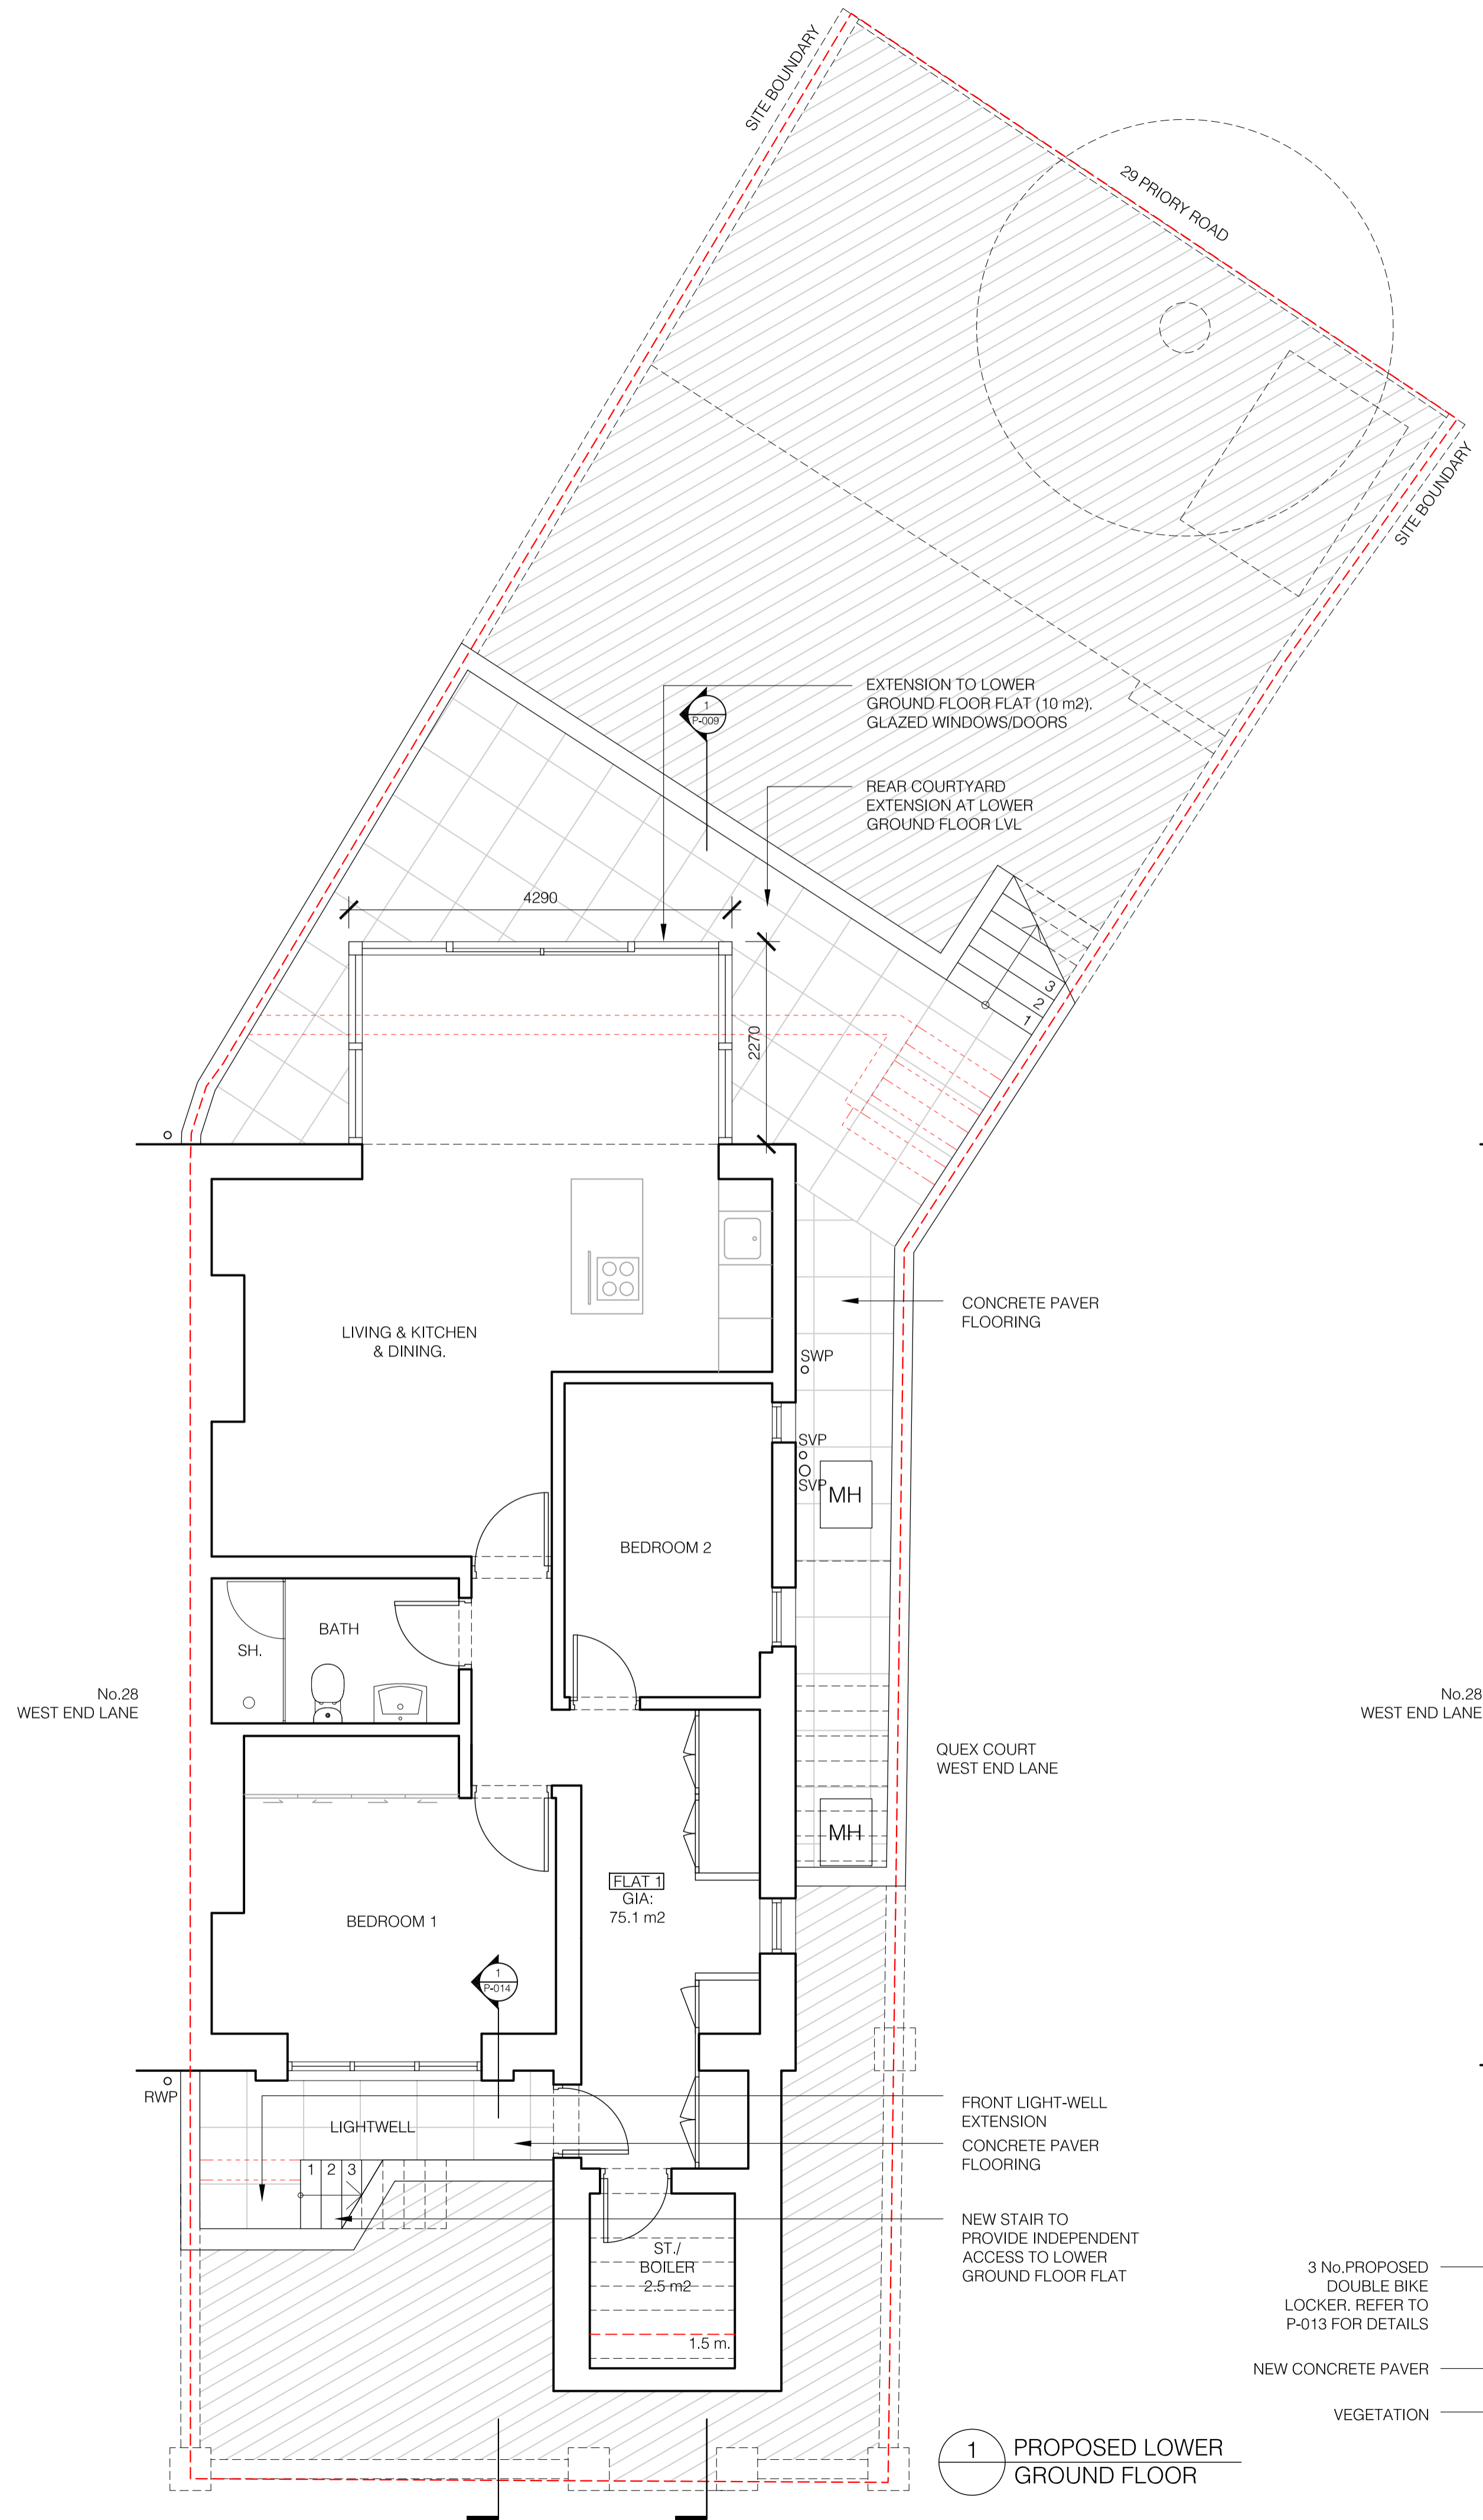 SITE BOUNDARY
29 PRIORY ROAD
SITE BOUNDARY
EXTENSION TO LOWER
GROUND FLOOR FLAT (10 m2).
GLAZED WINDOWS/DOORS
1
P-009
REAR COURTYARD
EXTENSION AT LOWER
GROUND FLOOR LVL
4290
2270
3
2
1
CONCRETE PAVER
FLOORING
LIVING & KITCHEN
& DINING.
SWP
SVP
SVP
MH
BEDROOM 2
BATH
SH.
No.28
WEST END LANE
No.28
WEST END LANE
QUEX COURT
WEST END LANE
MH
FLAT 1
GIA:
75.1 m2
BEDROOM 1
1
P-014
RWP
LIGHTWELL
FRONT LIGHT-WELL
EXTENSION
CONCRETE PAVER
FLOORING
1 2 3
NEW STAIR TO
PROVIDE INDEPENDENT
ACCESS TO LOWER
GROUND FLOOR FLAT
ST./
BOILER
2.5 m2
1.5 m.
3 No.PROPOSED
DOUBLE BIKE
LOCKER. REFER TO
P-013 FOR DETAILS
NEW CONCRETE PAVER
VEGETATION
1
PROPOSED LOWER
GROUND FLOOR